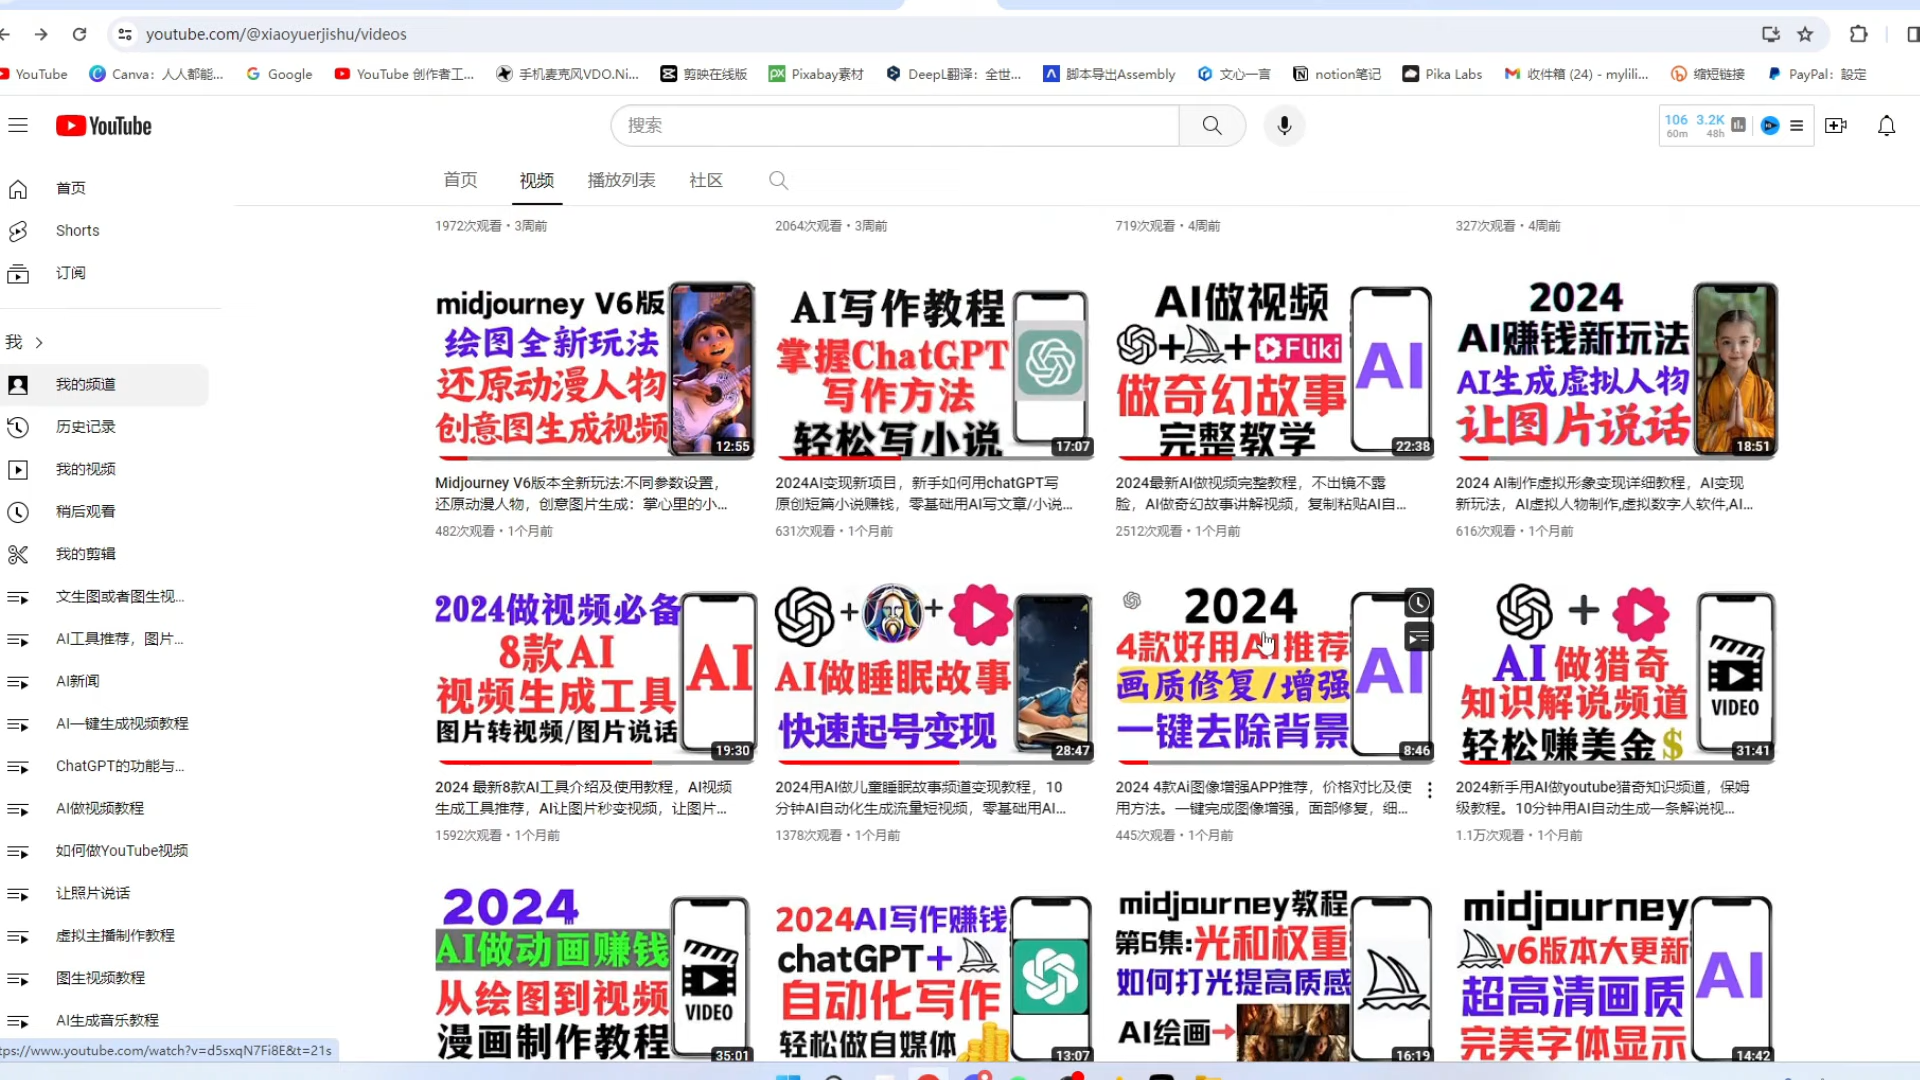 youtube.com/@xiaoyuerjishu/videos
YouTube
Canva：人人都能...
Google
YouTube 创作者工...
手机麦克风VDO.Ni...
剪映在线版
Pixabay素材
DeepL翻译：全世...
脚本导出Assembly
文心一言
notion笔记
Pika Labs
收件箱 (24) - mylili...
缩短链接
PayPal：設定
YouTube
搜索
106 3.2K
60m 48h
首页
Shorts
订阅
我
我的频道
历史记录
我的视频
稍后观看
我的剪辑
文生图或者图生视...
AI工具推荐，图片...
AI新闻
AI一键生成视频教程
ChatGPT的功能与...
AI做视频教程
如何做YouTube视频
让照片说话
虚拟主播制作教程
图生视频教程
AI生成音乐教程
首页 视频 播放列表 社区
1972次观看・3周前
2064次观看・3周前
719次观看・4周前
327次观看・4周前
midjourney V6版
绘图全新玩法
还原动漫人物
创意图生成视频
12:55
Midjourney V6版本全新玩法:不同参数设置，
还原动漫人物，创意图片生成：掌心里的小...
482次观看・1个月前
AI写作教程
掌握ChatGPT
写作方法
轻松写小说
17:07
2024AI变现新项目，新手如何用chatGPT写
原创短篇小说赚钱，零基础用AI写文章/小说...
631次观看・1个月前
AI做视频
++Fliki
做奇幻故事
完整教学
AI
22:38
2024最新AI做视频完整教程，不出镜不露
脸，AI做奇幻故事讲解视频，复制粘贴AI自...
2512次观看・1个月前
2024
AI赚钱新玩法
AI生成虚拟人物
让图片说话
18:51
2024 AI制作虚拟形象变现详细教程，AI变现
新玩法，AI虚拟人物制作,虚拟数字人软件,AI...
616次观看・1个月前
2024做视频必备
8款AI
视频生成工具
图片转视频/图片说话
AI
19:30
2024 最新8款AI工具介绍及使用教程，AI视频
生成工具推荐，AI让图片秒变视频，让图片...
1592次观看・1个月前
++
AI做睡眠故事
快速起号变现
28:47
2024用AI做儿童睡眠故事频道变现教程，10
分钟AI自动化生成流量短视频，零基础用AI...
1378次观看・1个月前
2024
4款好用AI推荐
画质修复/增强
一键去除背景
AI
8:46
2024 4款Ai图像增强APP推荐，价格对比及使
用方法。一键完成图像增强，面部修复，细...
445次观看・1个月前
+
AI 做猎奇
知识解说频道
轻松赚美金$
VIDEO
31:41
2024新手用AI做youtube猎奇知识频道，保姆
级教程。10分钟用AI自动生成一条解说视...
1.1万次观看・1个月前
2024
AI做动画赚钱
从绘图到视频
漫画制作教程
VIDEO
35:01
2024AI写作赚钱
chatGPT+
自动化写作
轻松做自媒体
13:07
midjourney教程
第6集:光和权重
如何打光提高质感
AI绘画→
16:19
midjourney
v6版本大更新
超高清画质
完美字体显示
AI
14:42
tps://www.youtube.com/watch?v=d5sxqN7Fi8E&t=21s